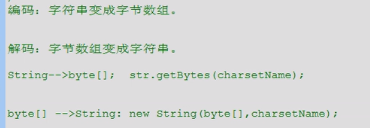 编码：字符串变成字节数组。
解码：字节数组变成字符串。
String-->byte[];  str.getBytes(charsetName);
byte[] -->String: new String(byte[],charsetName);